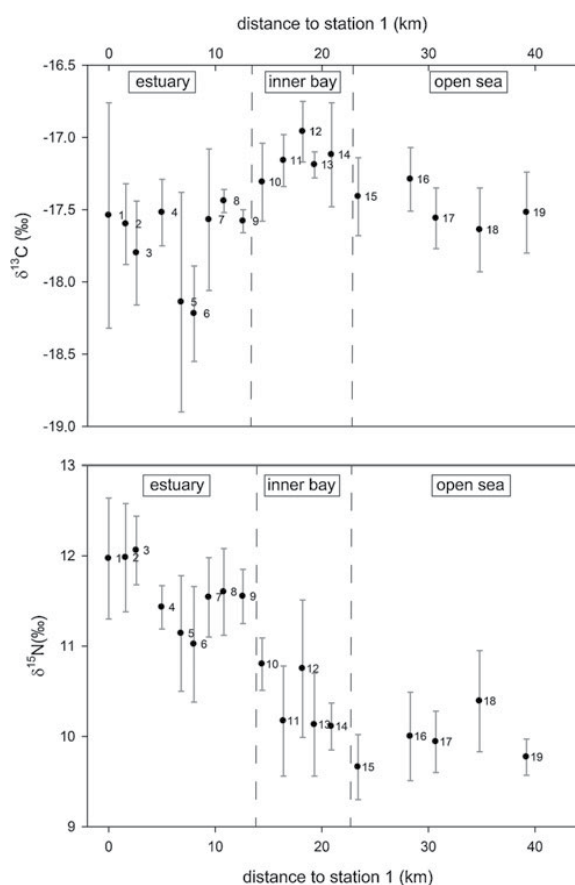 distance to station 1 (km)
0 10 20 30 40
-16.5
estuary inner bay open sea
-17.0
12
11 13 14
16
10
-17.5
1 2 4 7 8 9 15 17 18 19
3
δ¹³C (‰)
-18.0
5
6
-18.5
-19.0
13
estuary inner bay open sea
12
1 2 3
4 7 8 9
5
6
11
δ¹⁵N(‰)
10 12
18
11 13 14
16 17
10
15 19
9
0 10 20 30 40
distance to station 1 (km)